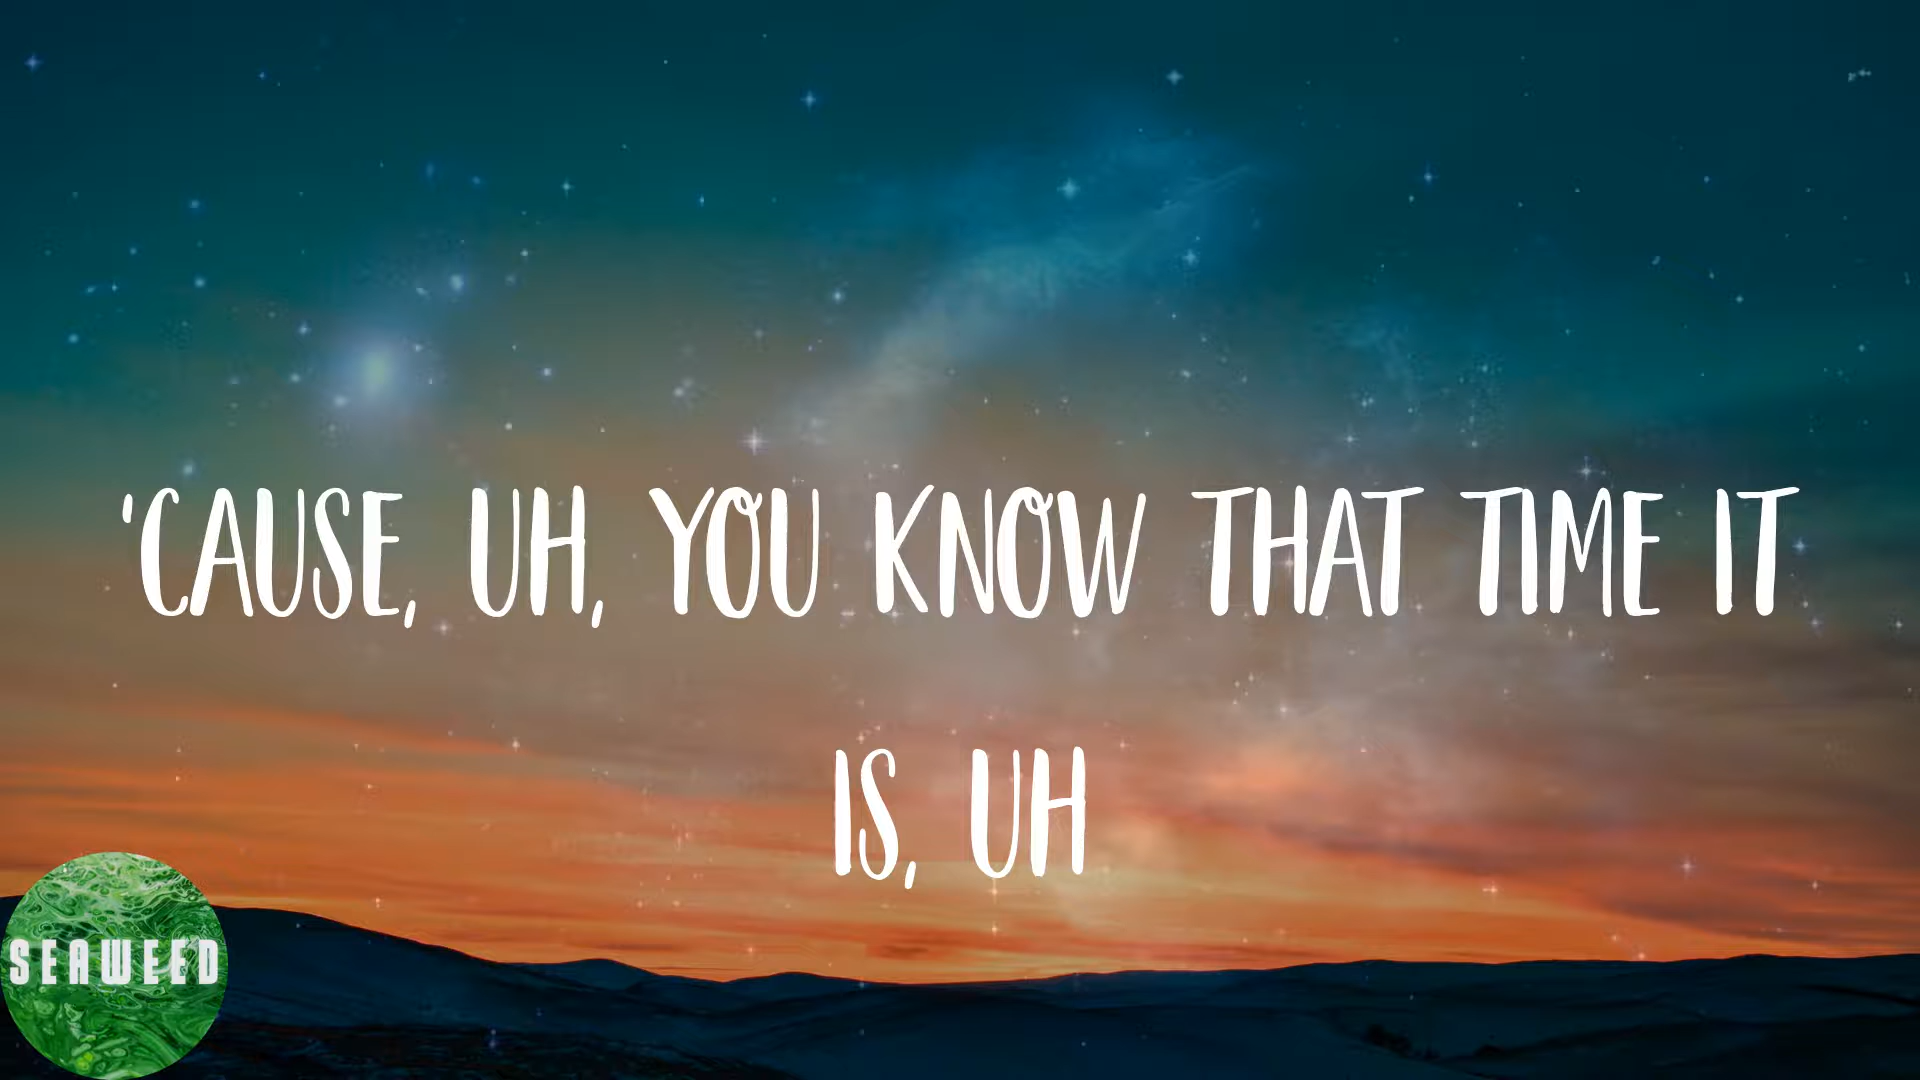 'CAUSE, UH, YOU KNOW THAT TIME IT
IS, UH
SEAWEED